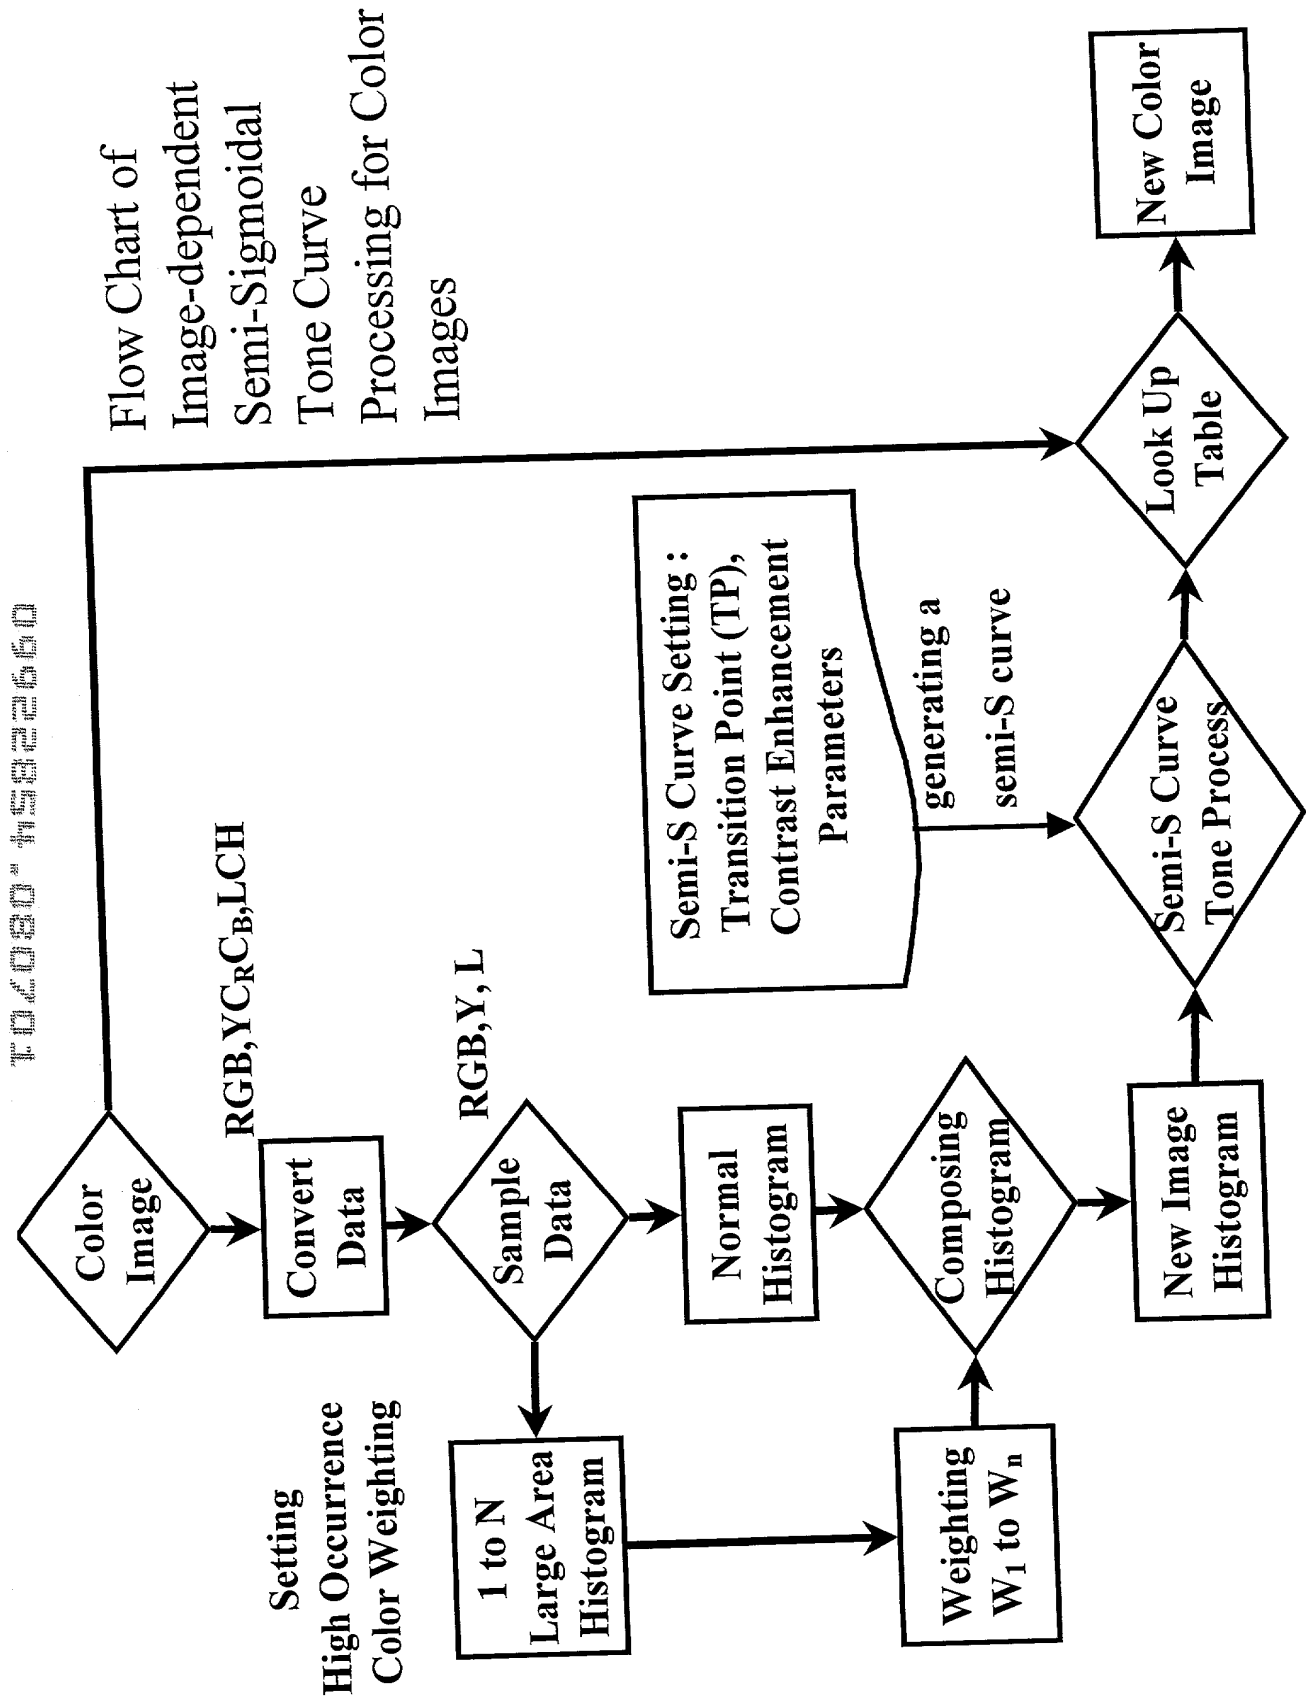 Flow Chart of
Image-dependent
Semi-Sigmoidal
Tone Curve
Processing for Color
Images
Color
Image
RGB,YCRCB,LCH
Convert
Data
RGB,Y, L
Sample
Data
Setting
High Occurrence
Color Weighting
1 to N
Large Area
Histogram
Normal
Histogram
Weighting
W1 to Wn
Composing
Histogram
New Image
Histogram
Semi-S Curve Setting :
Transition Point (TP),
Contrast Enhancement
Parameters
generating a
semi-S curve
Semi-S Curve
Tone Process
Look Up
Table
New Color
Image